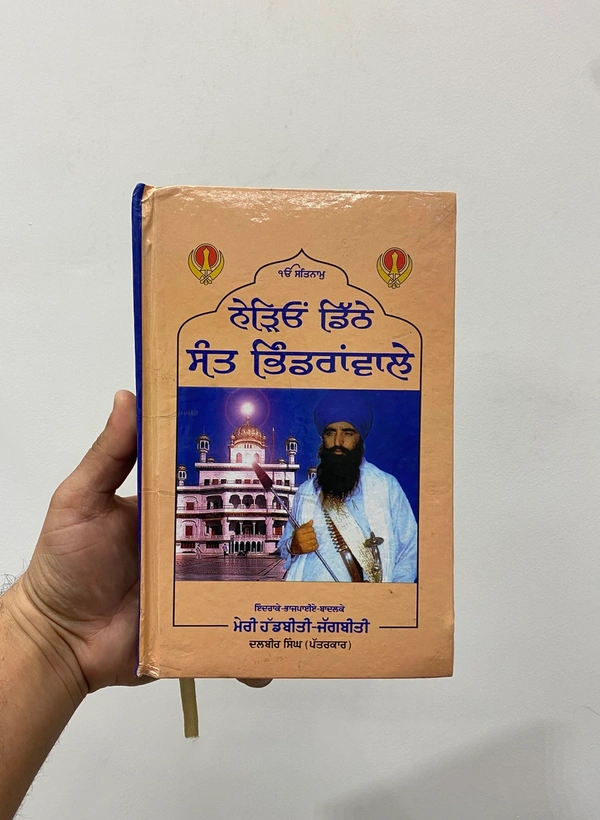 ੴ ਸਤਿਨਾਮੁ
ਨੇੜਿਓਂ ਡਿੱਠੇ
ਸੰਤ ਭਿੰਡਰਾਂਵਾਲੇ
ਇੰਦਰਾਕੇ-ਭਾਜਪਾਈਏ-ਬਾਦਲਕੇ
ਮੇਰੀ ਹੱਡਬੀਤੀ-ਜੱਗਬੀਤੀ
ਦਲਬੀਰ ਸਿੰਘ (ਪੱਤਰਕਾਰ)